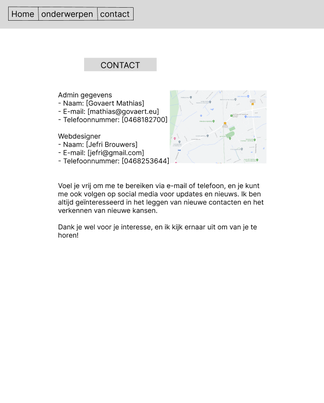 Home onderwerpen contact
CONTACT
Admin gegevens
- Naam: [Govaert Mathias]
- E-mail: [mathias@govaert.eu]
- Telefoonnummer: [0468182700]
Webdesigner
- Naam: [Jefri Brouwers]
- E-mail: [jefri@gmail.com]
- Telefoonnummer: [0468253644]
Voel je vrij om me te bereiken via e-mail of telefoon, en je kunt
me ook volgen op social media voor updates en nieuws. Ik ben
altijd geïnteresseerd in het leggen van nieuwe contacten en het
verkennen van nieuwe kansen.
Dank je wel voor je interesse, en ik kijk ernaar uit om van je te
horen!